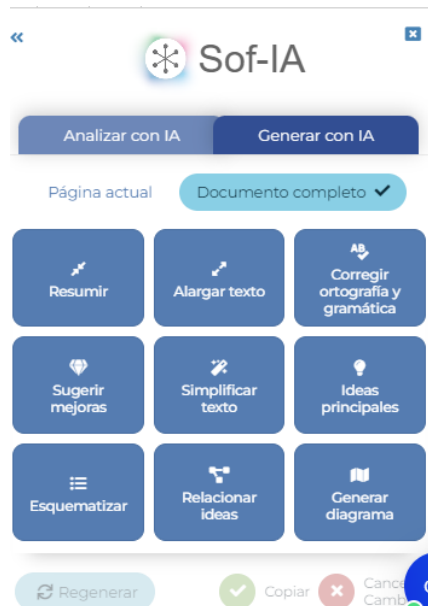 Sof-IA
Analizar con IA Generar con IA
Página actual Documento completo
Resumir
Alargar texto
Corregir
ortografía y
gramática
Sugerir
mejoras
Simplificar
texto
Ideas
principales
Esquematizar
Relacionar
ideas
Generar
diagrama
Regenerar Copiar